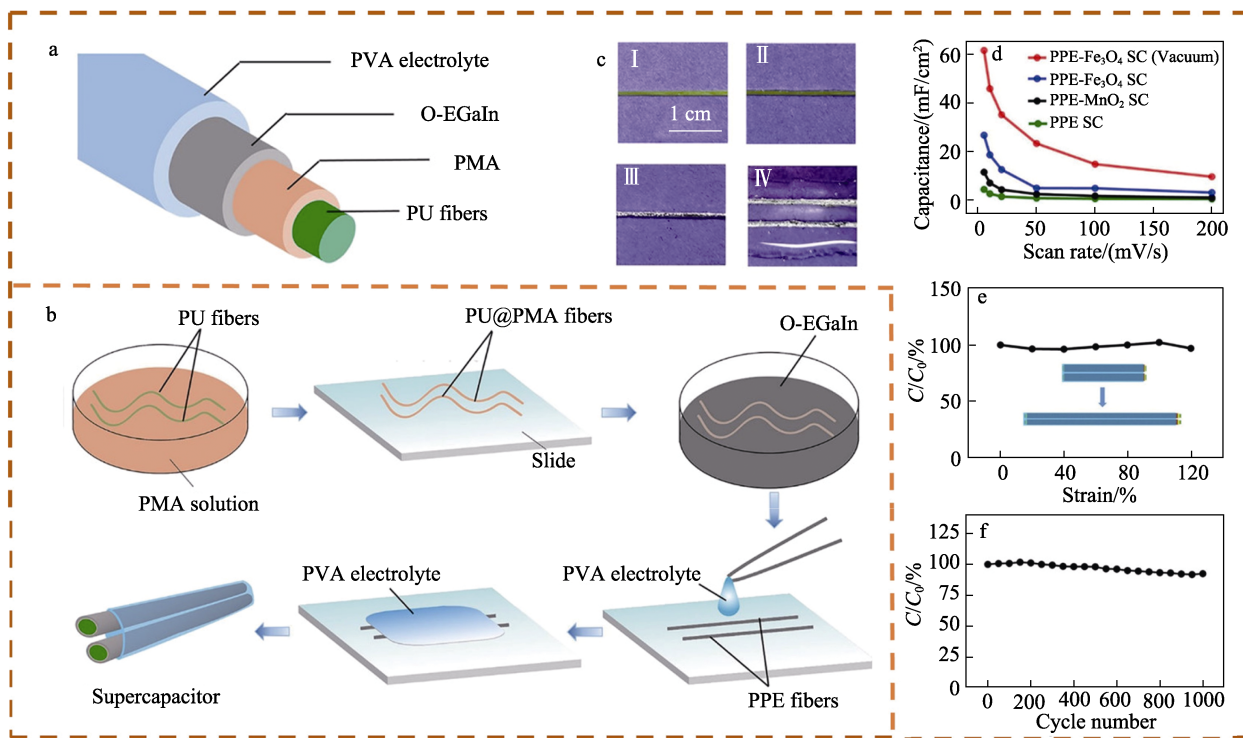 a
PVA electrolyte
O-EGaIn
PMA
PU fibers
c
Ⅰ
Ⅱ
1 cm
Ⅲ
Ⅳ
d
PPE-Fe₃O₄ SC (Vacuum)
PPE-Fe₃O₄ SC
PPE-MnO₂ SC
PPE SC
Capacitance/(mF/cm²)
60
40
20
0
0 50 100 150 200
Scan rate/(mV/s)
b
PU fibers
PU@PMA fibers
O-EGaIn
PMA solution
Slide
PVA electrolyte
PVA electrolyte
PPE fibers
Supercapacitor
e
C/C₀/%
150
100
50
0
0 40 80 120
Strain/%
f
C/C₀/%
125
100
75
50
25
0
0 200 400 600 800 1000
Cycle number